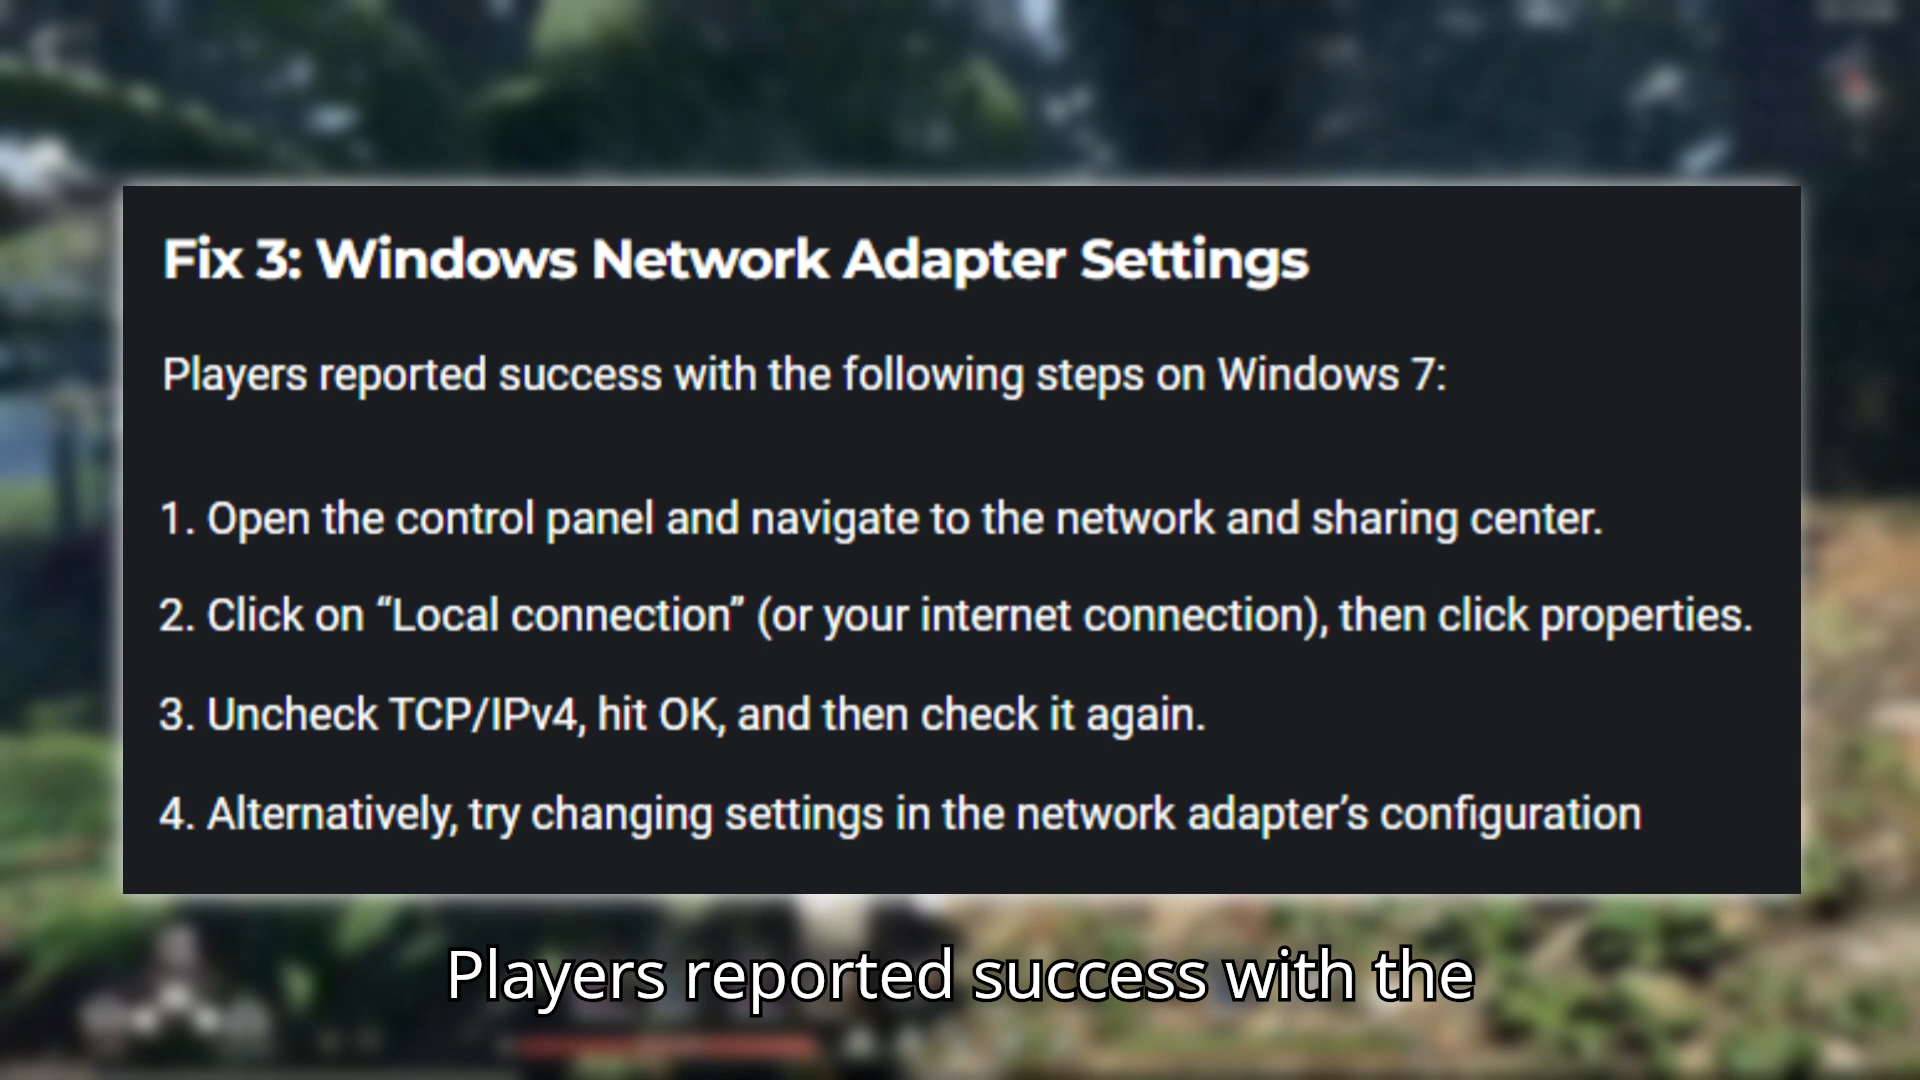 Fix 3: Windows Network Adapter Settings
Players reported success with the following steps on Windows 7:
1. Open the control panel and navigate to the network and sharing center.
2. Click on “Local connection” (or your internet connection), then click properties.
3. Uncheck TCP/IPv4, hit OK, and then check it again.
4. Alternatively, try changing settings in the network adapter’s configuration
Players reported success with the